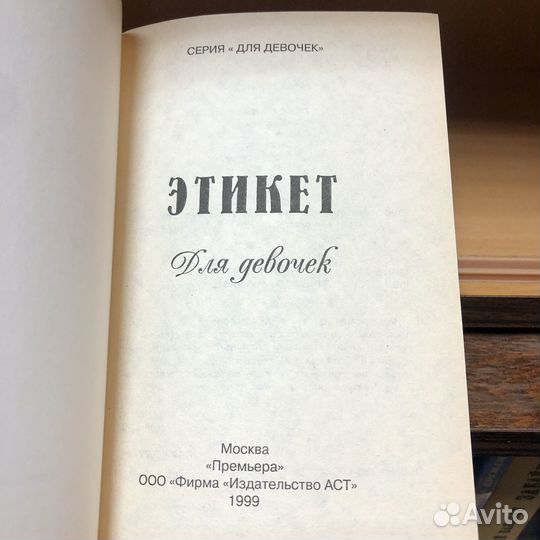 СЕРИЯ « ДЛЯ ДЕВОЧЕК»
ЭТИКЕТ
Для девочек
Москва
«Премьера»
ООО «Фирма «Издательство АСТ»
1999
Avito